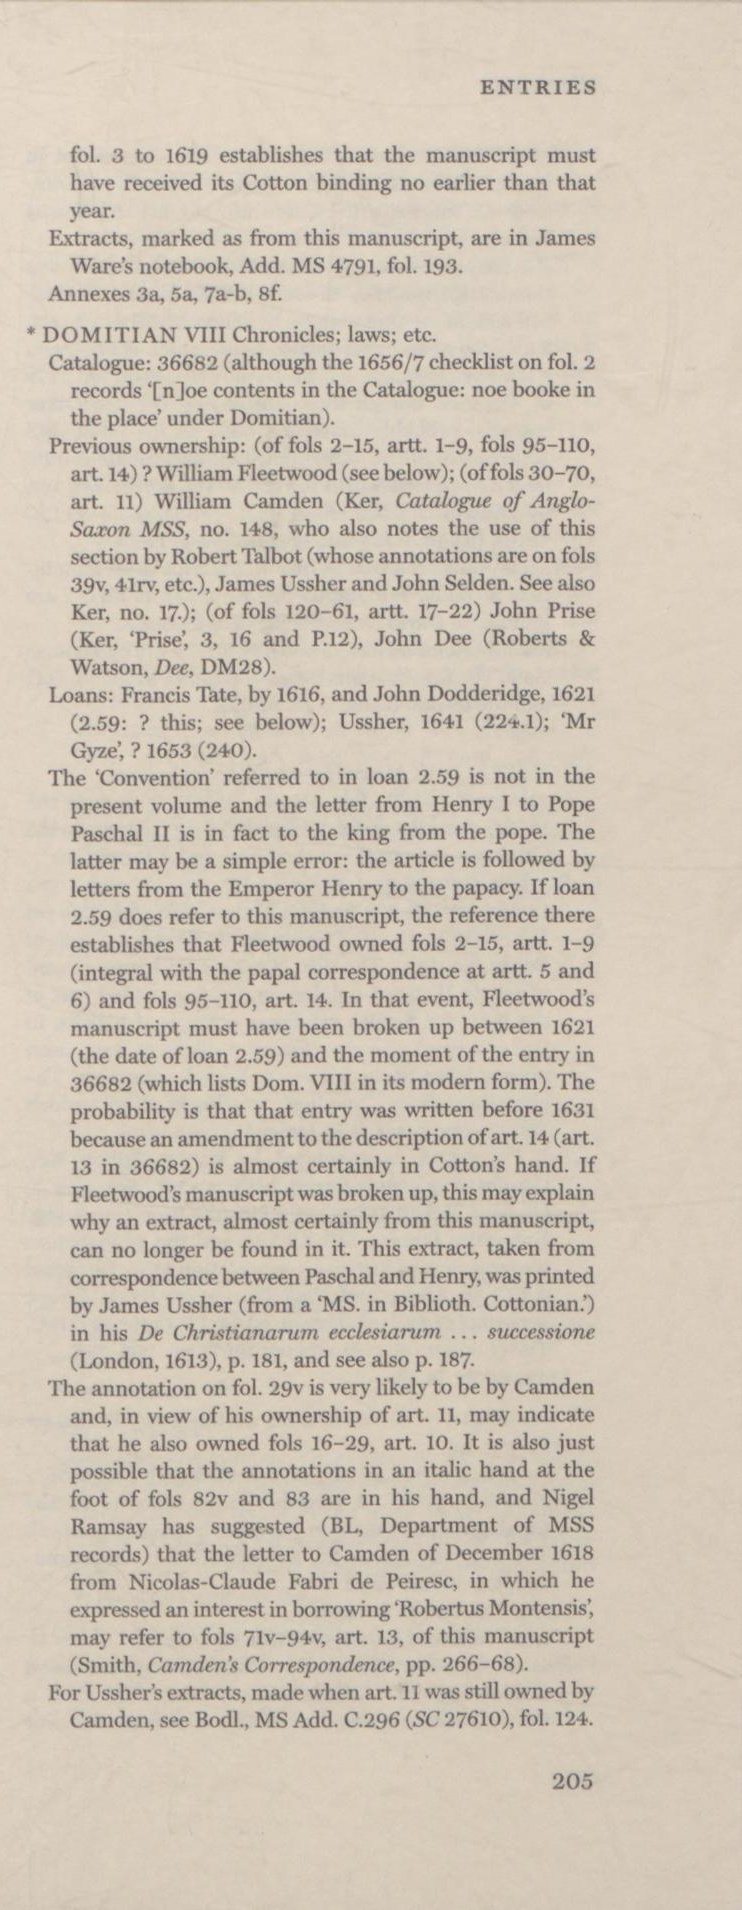 ENTRIES
fol. 3 to 1619 establishes that the manuscript must
have received its Cotton binding no earlier than that
year.
Extracts, marked as from this manuscript, are in James
Ware's notebook, Add. MS 4791, fol. 193.
Annexes 3a, 5a, 7a-b, 8f.
* DOMITIAN VIII Chronicles; laws; etc.
Catalogue: 36682 (although the 1656/7 checklist on fol. 2
records '[n]oe contents in the Catalogue: noe booke in
the place' under Domitian).
Previous ownership: (of fols 2–15, artt. 1–9, fols 95–110,
art. 14) ? William Fleetwood (see below); (of fols 30–70,
art. 11) William Camden (Ker, Catalogue of Anglo-
Saxon MSS, no. 148, who also notes the use of this
section by Robert Talbot (whose annotations are on fols
39v, 41rv, etc.), James Ussher and John Selden. See also
Ker, no. 17.); (of fols 120–61, artt. 17–22) John Prise
(Ker, 'Prise', 3, 16 and P.12), John Dee (Roberts &
Watson, Dee, DM28).
Loans: Francis Tate, by 1616, and John Dodderidge, 1621
(2.59: ? this; see below); Ussher, 1641 (224.1); 'Mr
Gyze', ? 1653 (240).
The 'Convention' referred to in loan 2.59 is not in the
present volume and the letter from Henry I to Pope
Paschal II is in fact to the king from the pope. The
latter may be a simple error: the article is followed by
letters from the Emperor Henry to the papacy. If loan
2.59 does refer to this manuscript, the reference there
establishes that Fleetwood owned fols 2–15, artt. 1–9
(integral with the papal correspondence at artt. 5 and
6) and fols 95–110, art. 14. In that event, Fleetwood's
manuscript must have been broken up between 1621
(the date of loan 2.59) and the moment of the entry in
36682 (which lists Dom. VIII in its modern form). The
probability is that that entry was written before 1631
because an amendment to the description of art. 14 (art.
13 in 36682) is almost certainly in Cotton's hand. If
Fleetwood's manuscript was broken up, this may explain
why an extract, almost certainly from this manuscript,
can no longer be found in it. This extract, taken from
correspondence between Paschal and Henry, was printed
by James Ussher (from a 'MS. in Biblioth. Cottonian.')
in his De Christianarum ecclesiarum ... successione
(London, 1613), p. 181, and see also p. 187.
The annotation on fol. 29v is very likely to be by Camden
and, in view of his ownership of art. 11, may indicate
that he also owned fols 16–29, art. 10. It is also just
possible that the annotations in an italic hand at the
foot of fols 82v and 83 are in his hand, and Nigel
Ramsay has suggested (BL, Department of MSS
records) that the letter to Camden of December 1618
from Nicolas-Claude Fabri de Peiresc, in which he
expressed an interest in borrowing 'Robertus Montensis',
may refer to fols 71v–94v, art. 13, of this manuscript
(Smith, Camden's Correspondence, pp. 266–68).
For Ussher's extracts, made when art. 11 was still owned by
Camden, see Bodl., MS Add. C.296 (SC 27610), fol. 124.
205